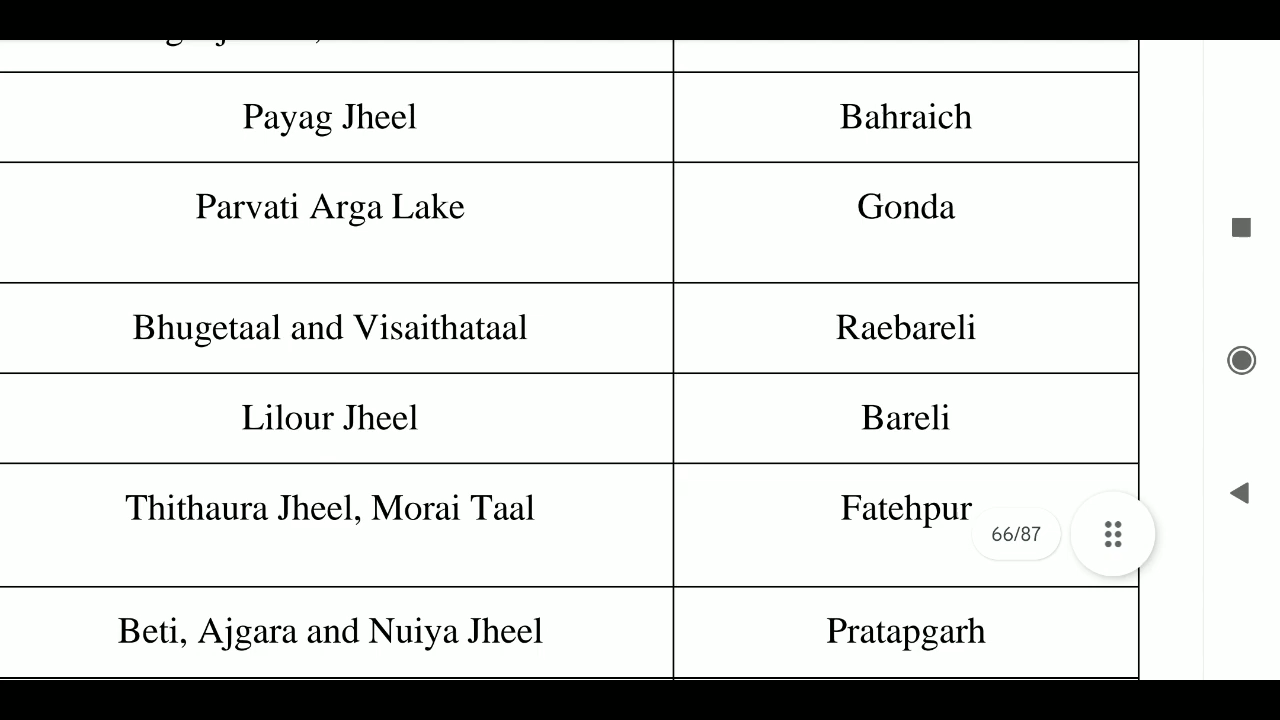 Payag Jheel Bahraich
Parvati Arga Lake Gonda
Bhugetaal and Visaithataal Raebareli
Lilour Jheel Bareli
Thithaura Jheel, Morai Taal Fatehpur
66/87
Beti, Ajgara and Nuiya Jheel Pratapgarh